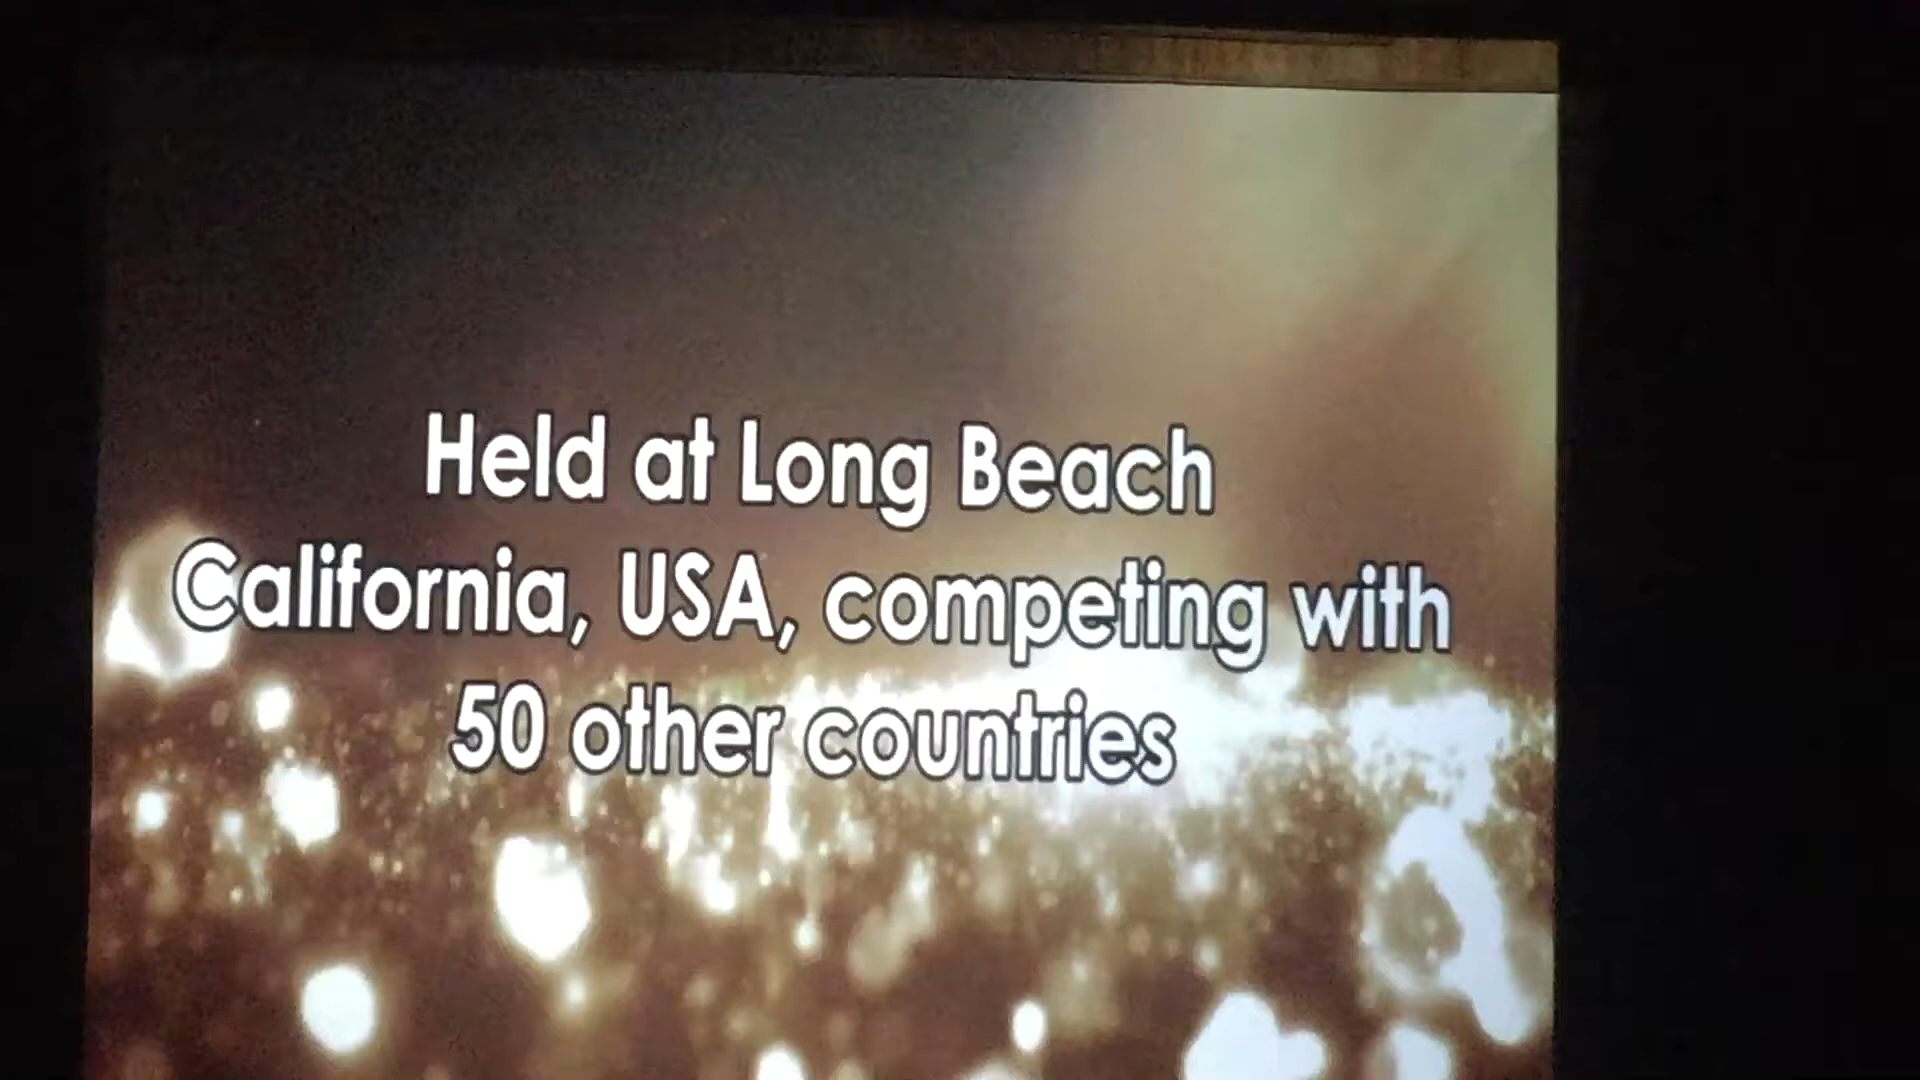 Held at Long Beach
California, USA, competing with
50 other countries